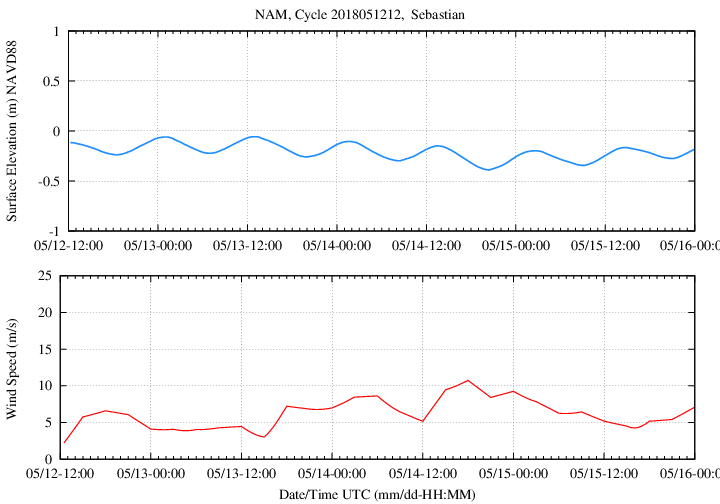 NAM, Cycle 2018051212,  Sebastian
Surface Elevation (m) NAVD88
1
0.5
0
-0.5
-1
05/12-12:00 05/13-00:00 05/13-12:00 05/14-00:00 05/14-12:00 05/15-00:00 05/15-12:00 05/16-00:0
Wind Speed (m/s)
25
20
15
10
5
0
05/12-12:00 05/13-00:00 05/13-12:00 05/14-00:00 05/14-12:00 05/15-00:00 05/15-12:00 05/16-00:0
Date/Time UTC (mm/dd-HH:MM)